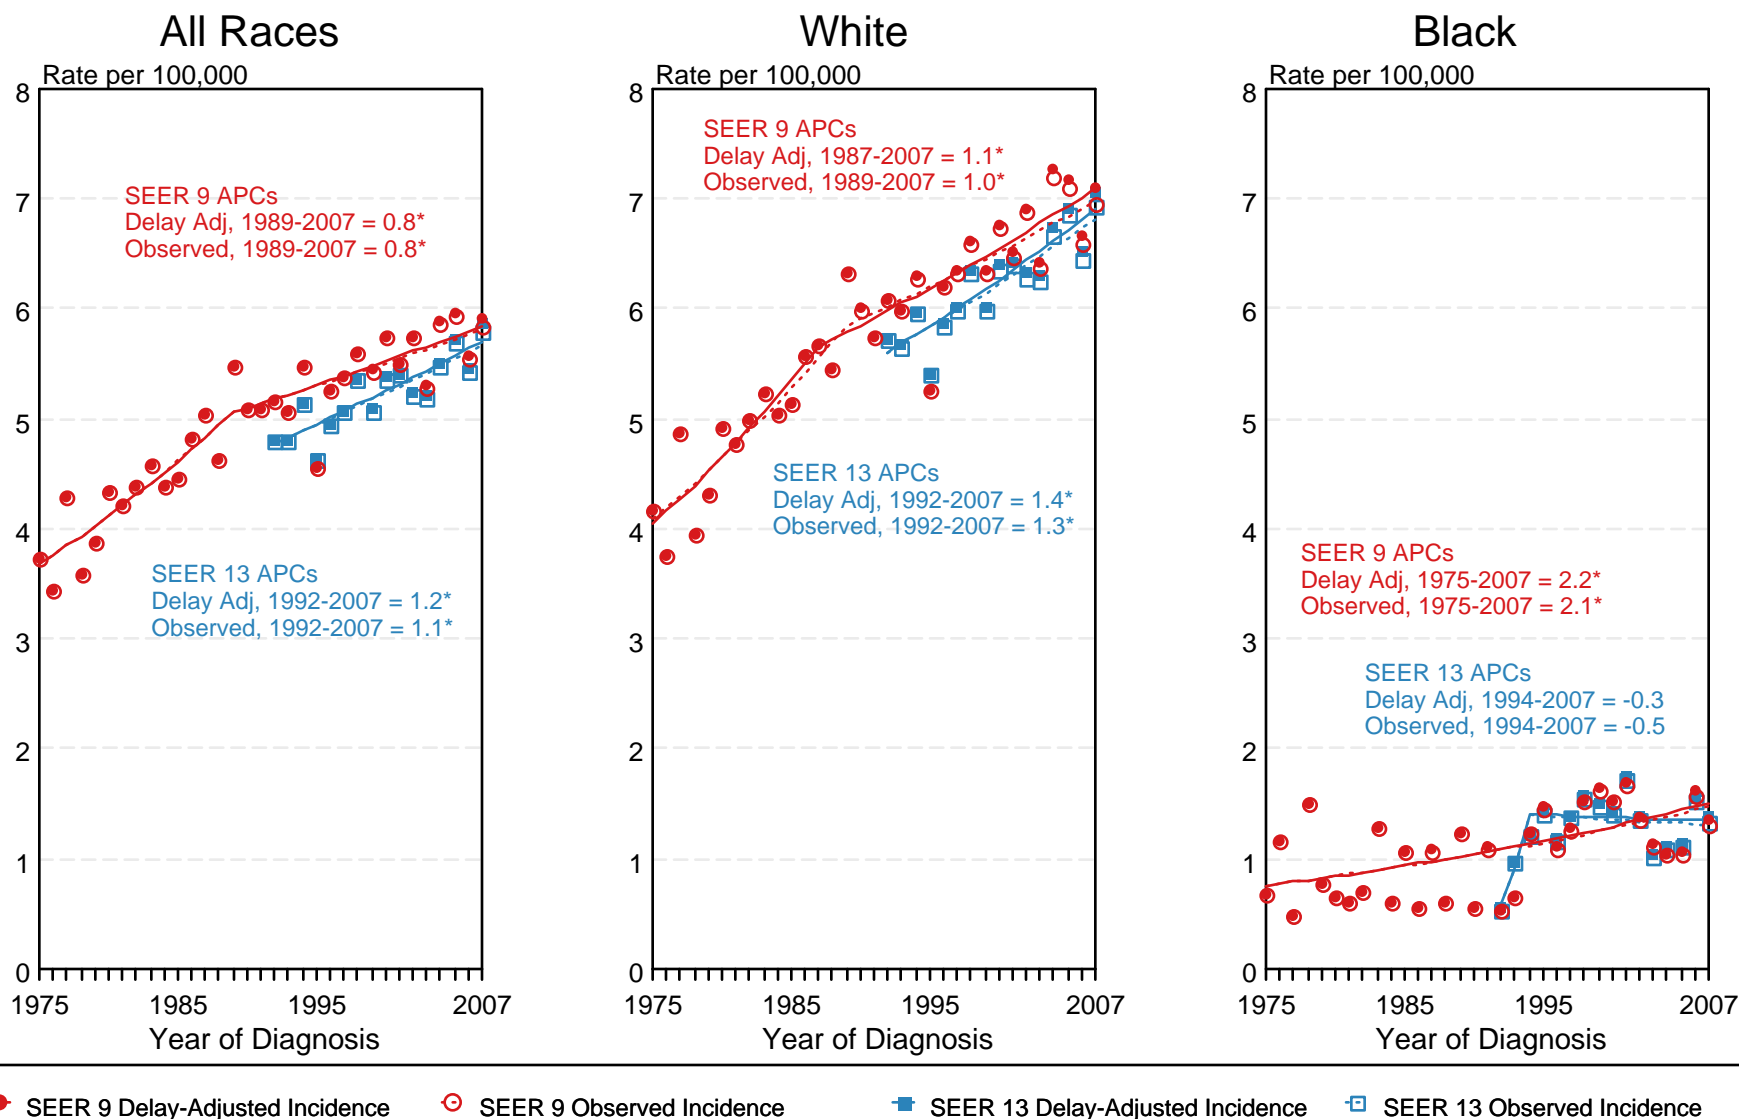 All Races
White
Black
Rate per 100,000
Rate per 100,000
Rate per 100,000
8
7
6
5
4
3
2
1
0
SEER 9 APCs
Delay Adj, 1989-2007 = 0.8*
Observed, 1989-2007 = 0.8*
SEER 13 APCs
Delay Adj, 1992-2007 = 1.2*
Observed, 1992-2007 = 1.1*
1975
1985
1995
2007
Year of Diagnosis
8
7
6
5
4
3
2
1
0
SEER 9 APCs
Delay Adj, 1987-2007 = 1.1*
Observed, 1989-2007 = 1.0*
SEER 13 APCs
Delay Adj, 1992-2007 = 1.4*
Observed, 1992-2007 = 1.3*
1975
1985
1995
2007
Year of Diagnosis
8
7
6
5
4
3
2
1
0
SEER 9 APCs
Delay Adj, 1975-2007 = 2.2*
Observed, 1975-2007 = 2.1*
SEER 13 APCs
Delay Adj, 1994-2007 = -0.3
Observed, 1994-2007 = -0.5
1975
1985
1995
2007
Year of Diagnosis
SEER 9 Delay-Adjusted Incidence
SEER 9 Observed Incidence
SEER 13 Delay-Adjusted Incidence
SEER 13 Observed Incidence